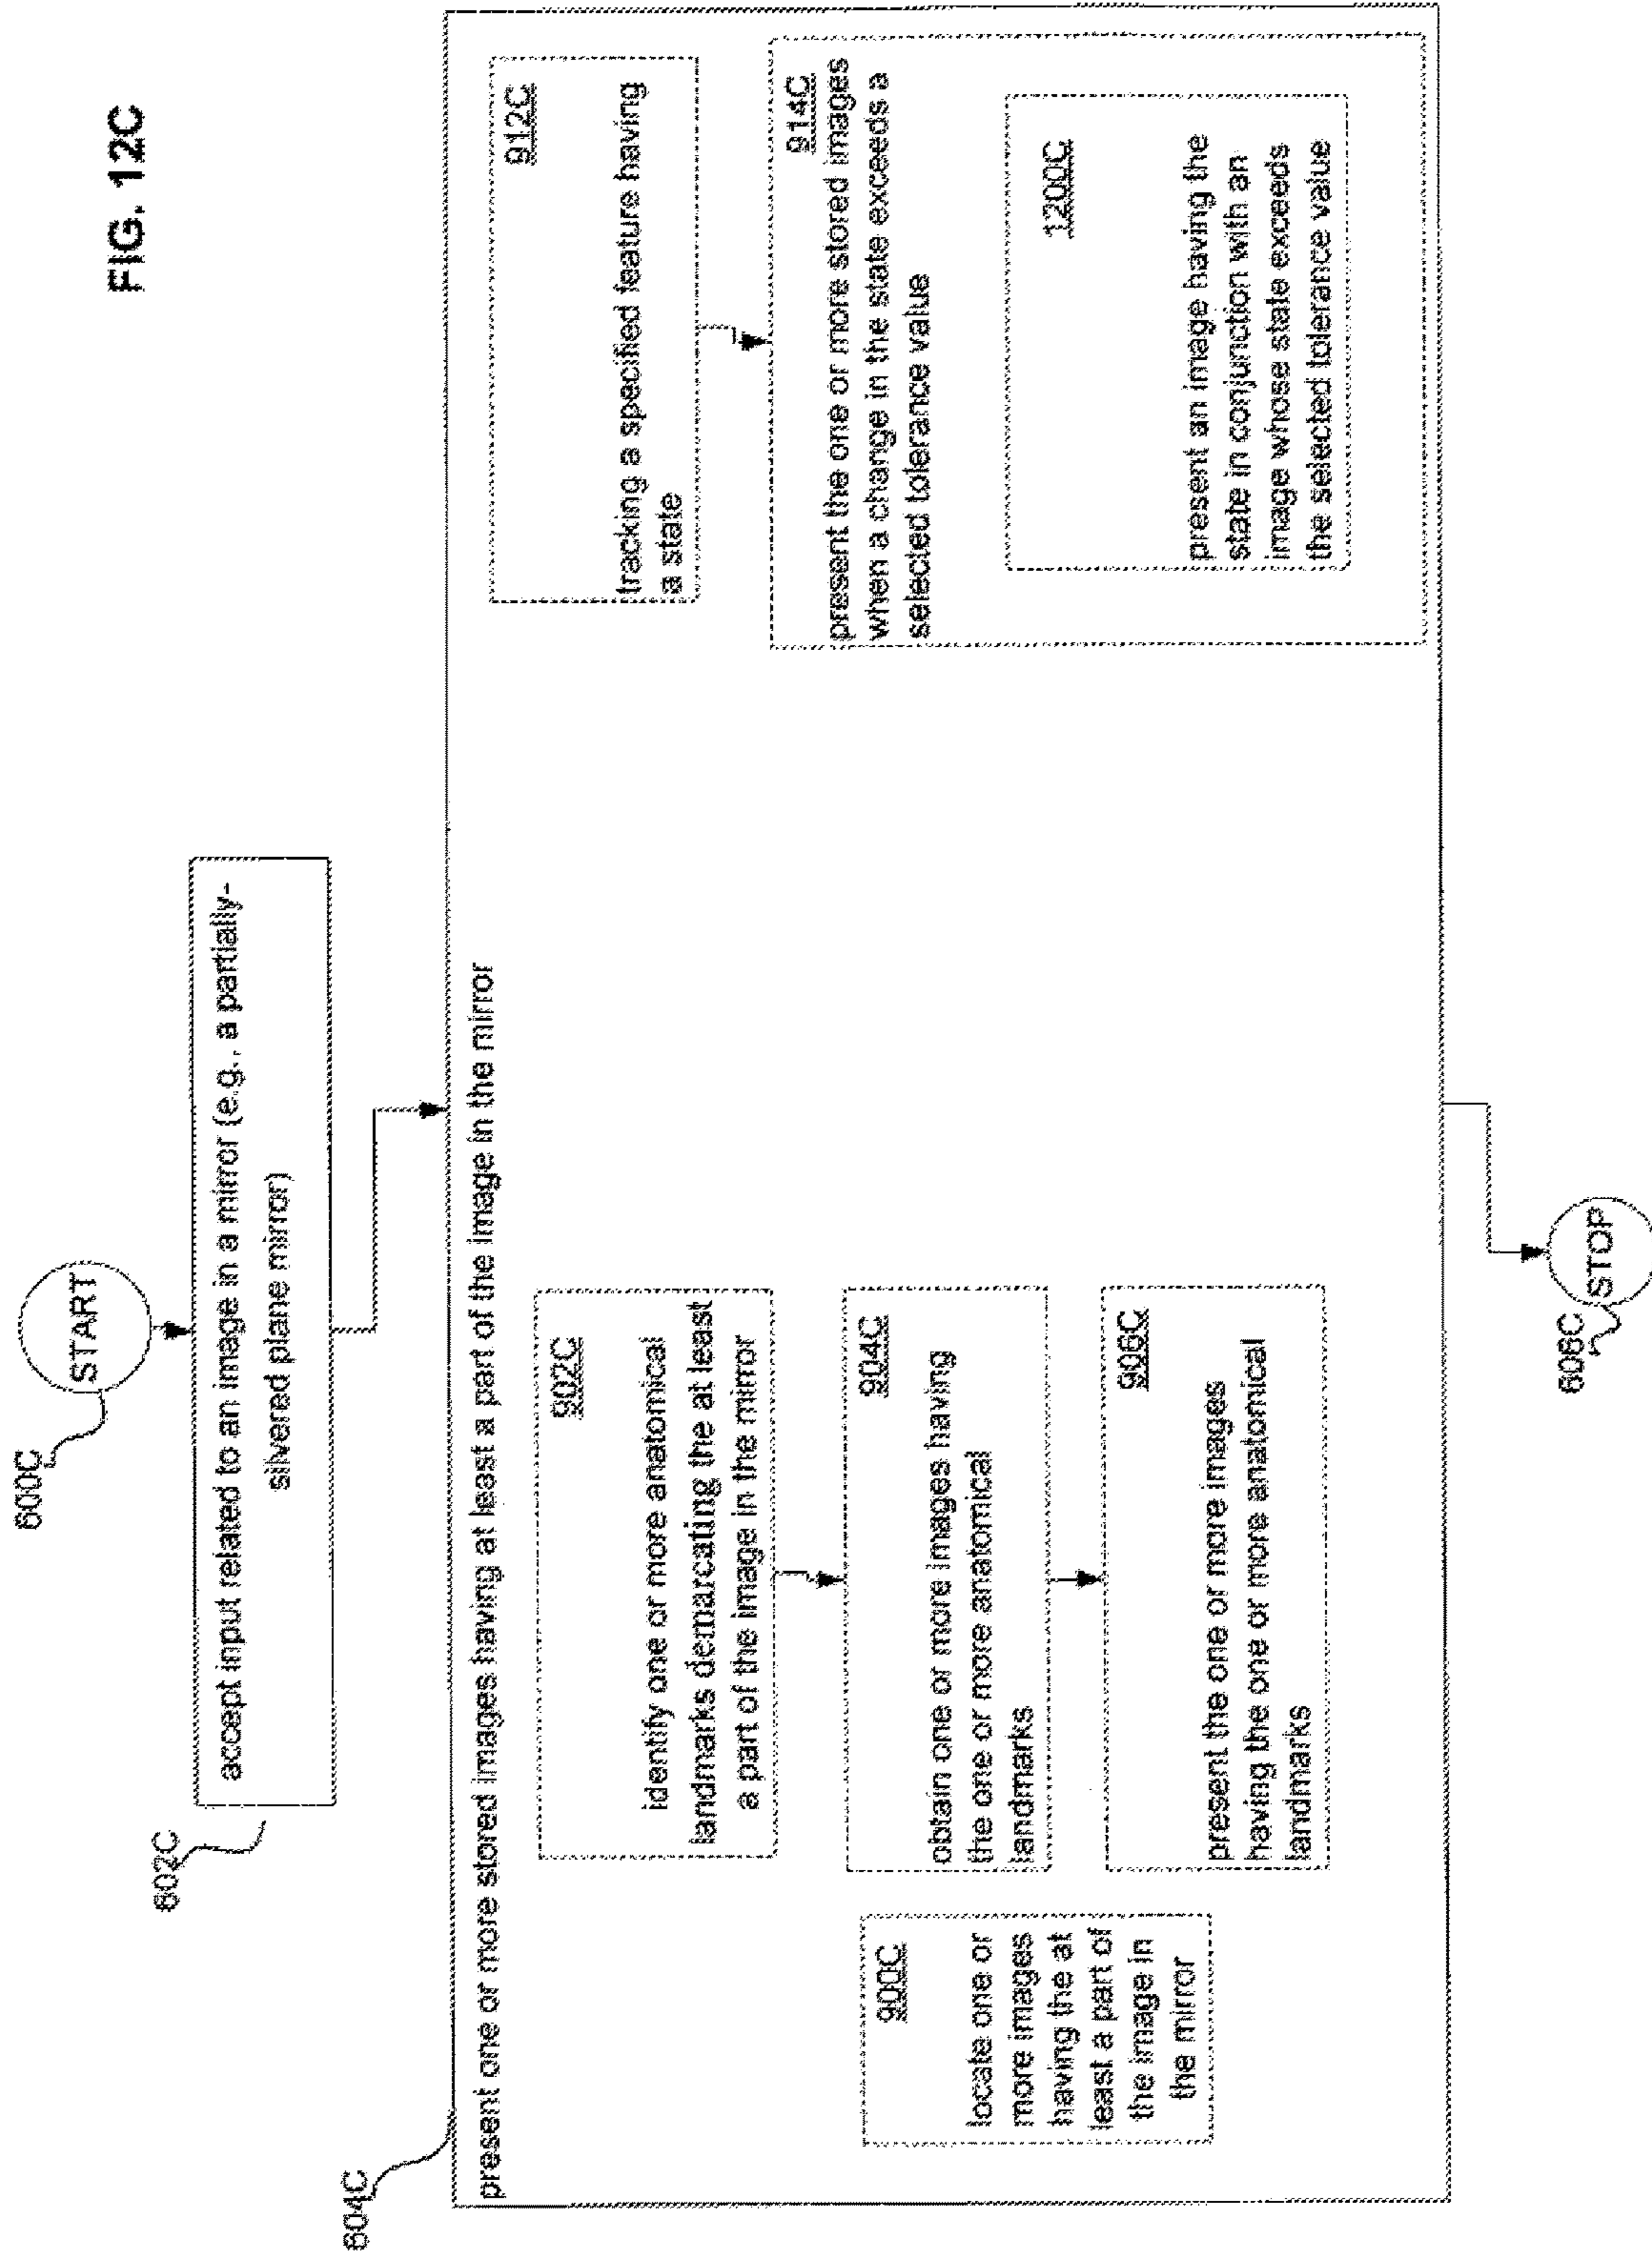 FIG. 12C
600C
START
602C
accept input related to an image in a mirror (e.g., a partially-
silvered plane mirror)
604C
present one or more stored images having at least a part of the image in the mirror
900C
locate one or
more images
having the at
least a part of
the image in
the mirror
902C
identify one or more anatomical
landmarks demarcating the at least
a part of the image in the mirror
904C
obtain one or more images having
the one or more anatomical
landmarks
906C
present the one or more images
having the one or more anatomical
landmarks
912C
tracking a specified feature having
a state
914C
present the one or more stored images
when a change in the state exceeds a
selected tolerance value
1200C
present an image having the
state in conjunction with an
image whose state exceeds
the selected tolerance value
606C
STOP